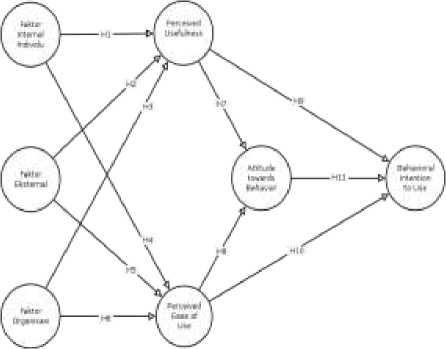 Faktor
Internal
Individu
Perceived
Usefulness
H1
H2
H3
H7
H9
Faktor
Eksternal
Attitude
towards
Behavior
H11
Behavioral
Intention
to Use
H4
H5
H8
H10
Faktor
Organisasi
H6
Perceived
Ease of
Use